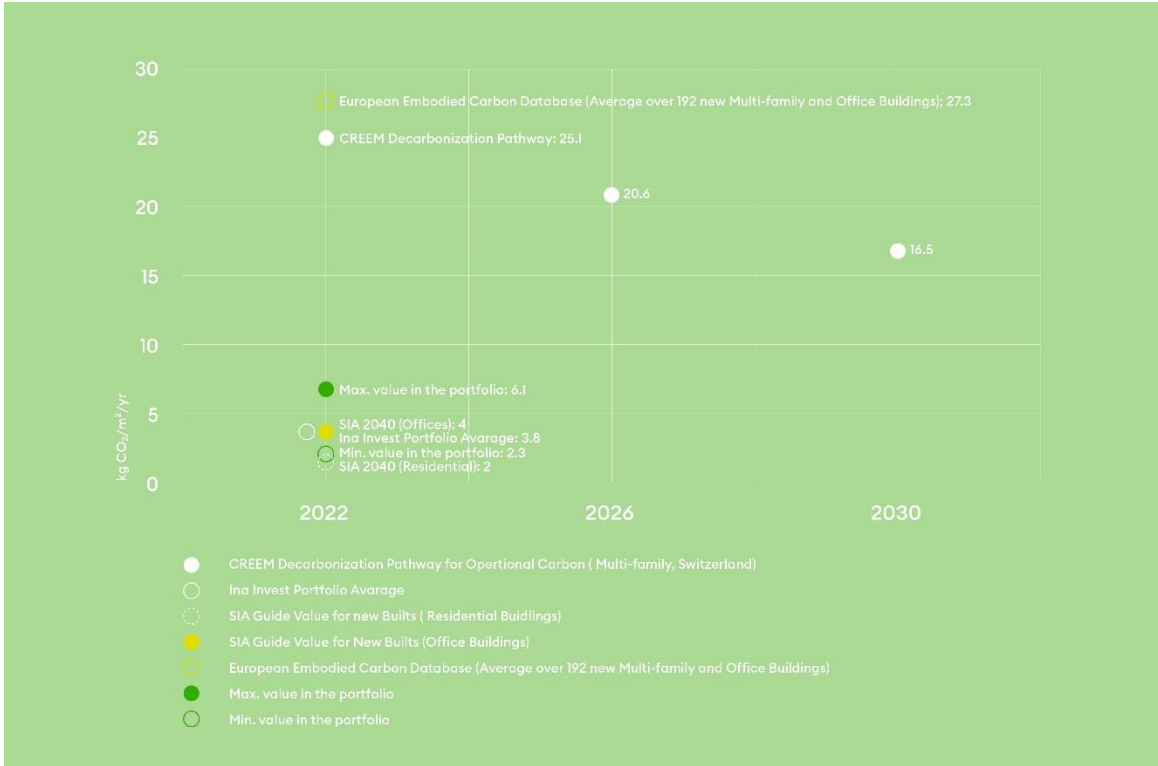 30
European Embodied Carbon Database (Average over 192 new Multi-family and Office Buildings); 27.3
25
CREEM Decarbonization Pathway: 25.1
20
20.6
16.5
15
10
Max. value in the portfolio: 6.1
5
SIA 2040 (Offices): 4
Ina Invest Portfolio Avarage: 3.8
Min. value in the portfolio: 2.3
SIA 2040 (Residential): 2
0
kg CO₂/m²/yr
2022
2026
2030
CREEM Decarbonization Pathway for Opertional Carbon ( Multi-family, Switzerland)
Ina Invest Portfolio Avarage
SIA Guide Value for new Builts ( Residential Buidlings)
SIA Guide Value for New Builts (Office Buildings)
European Embodied Carbon Database (Average over 192 new Multi-family and Office Buildings)
Max. value in the portfolio
Min. value in the portfolio